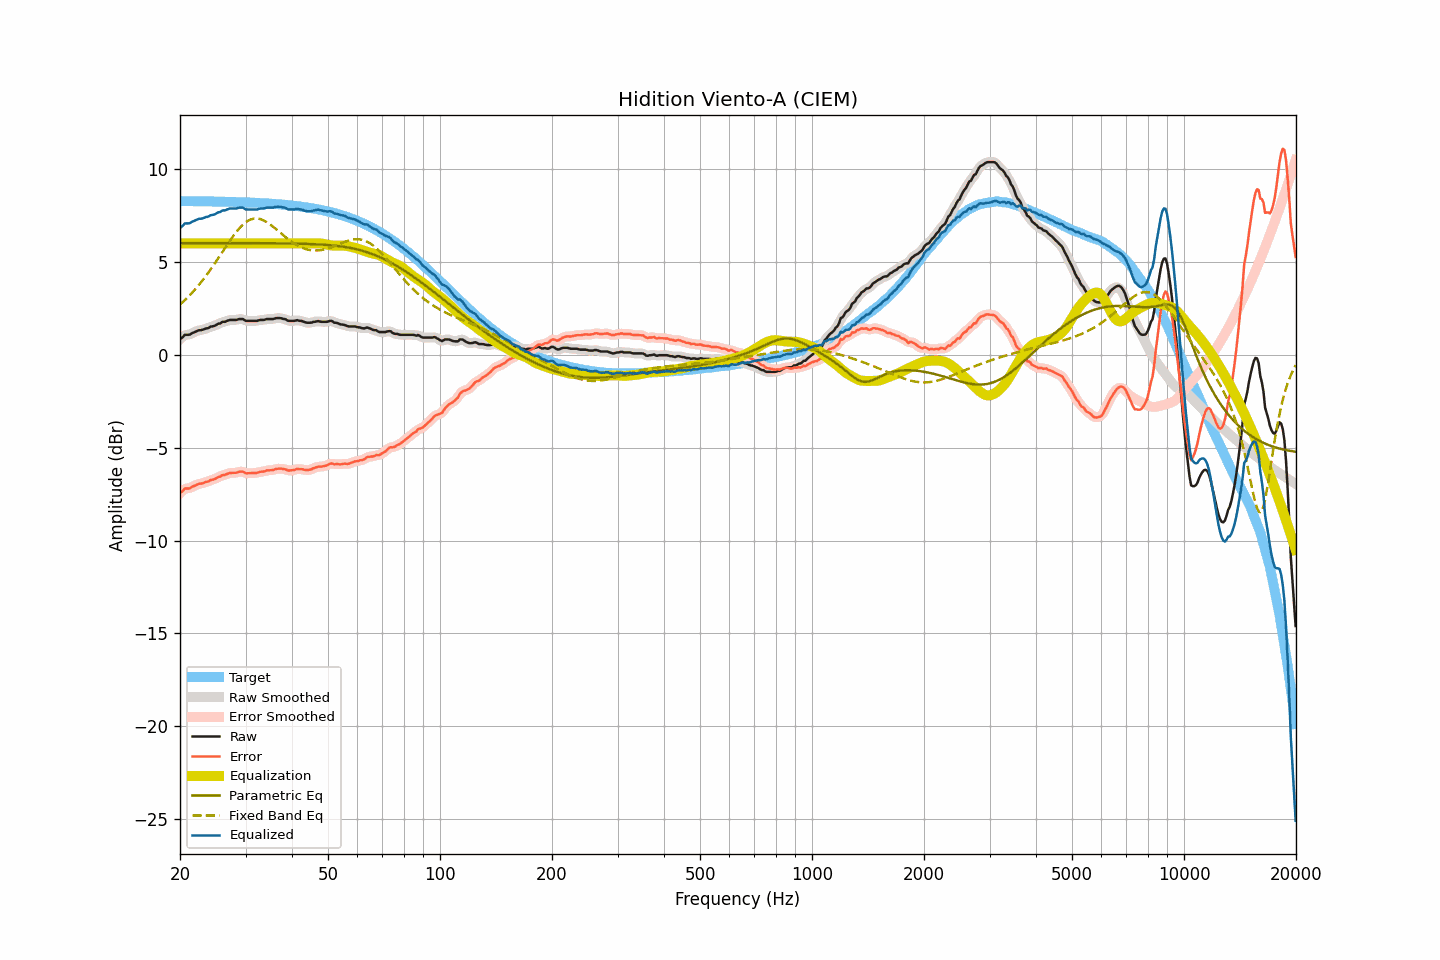 Hidition Viento-A (CIEM)
Amplitude (dBr)
10
5
0
−5
−10
−15
−20
−25
Target
Raw Smoothed
Error Smoothed
Raw
Error
Equalization
Parametric Eq
Fixed Band Eq
Equalized
20 50 100 200 500 1000 2000 5000 10000 20000
Frequency (Hz)